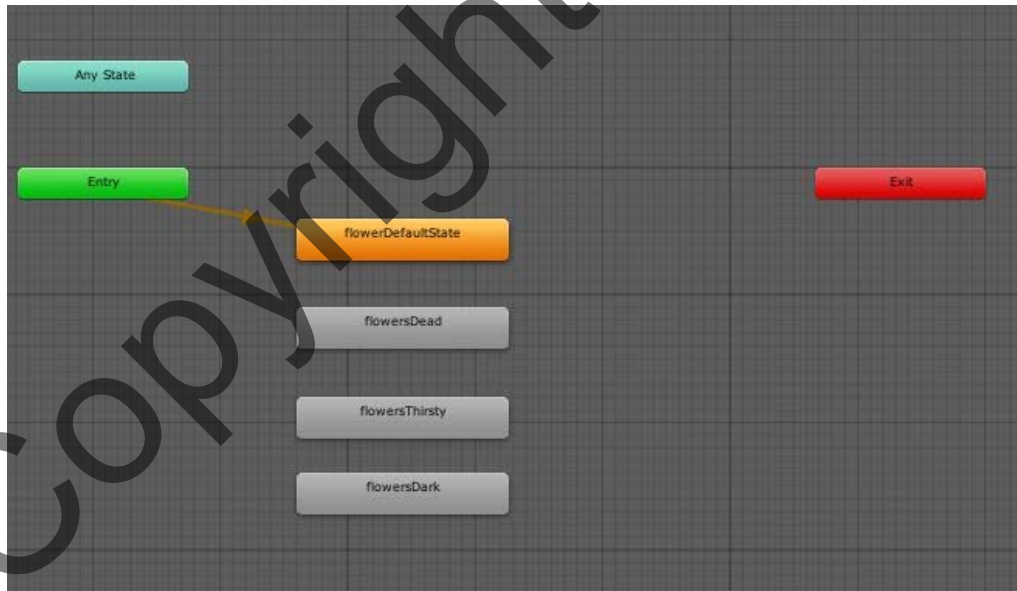 Any State
Entry
Exit
flowerDefaultState
flowersDead
flowersThirsty
flowersDark
Copyright